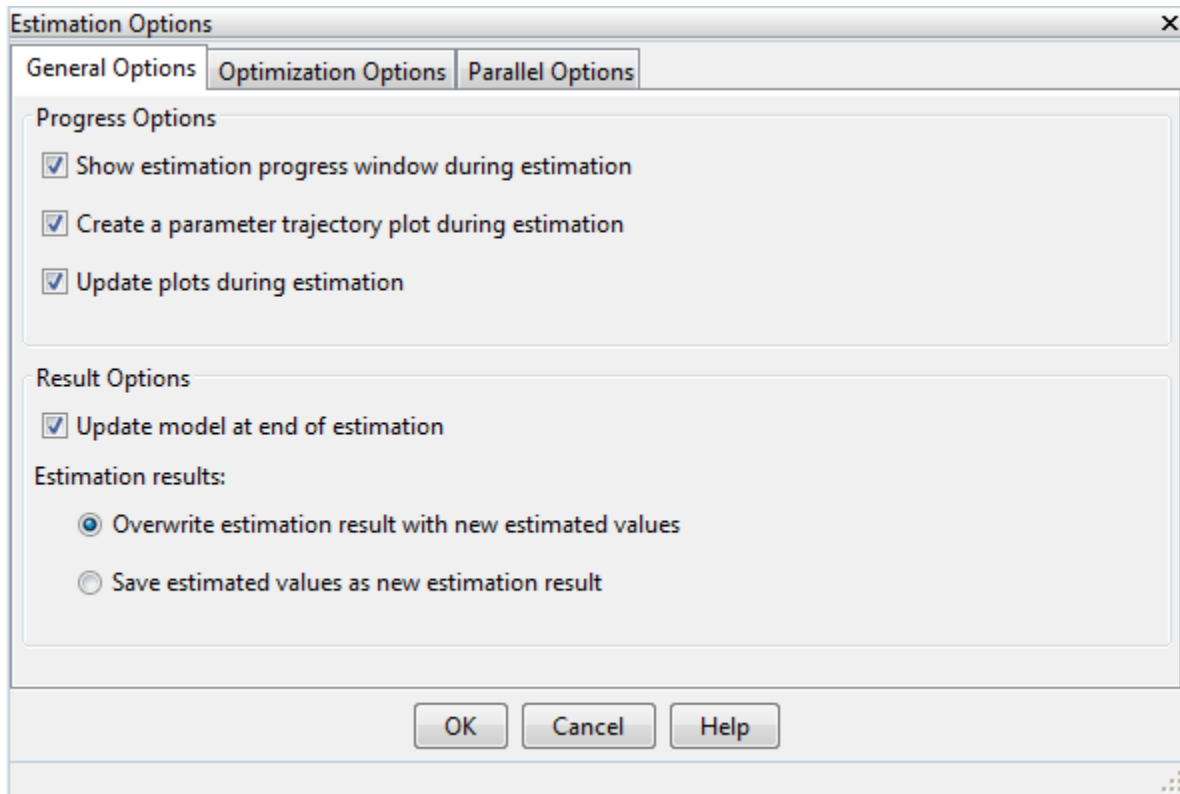 Estimation Options
General Options
Optimization Options
Parallel Options
Progress Options
Show estimation progress window during estimation
Create a parameter trajectory plot during estimation
Update plots during estimation
Result Options
Update model at end of estimation
Estimation results:
Overwrite estimation result with new estimated values
Save estimated values as new estimation result
OK
Cancel
Help